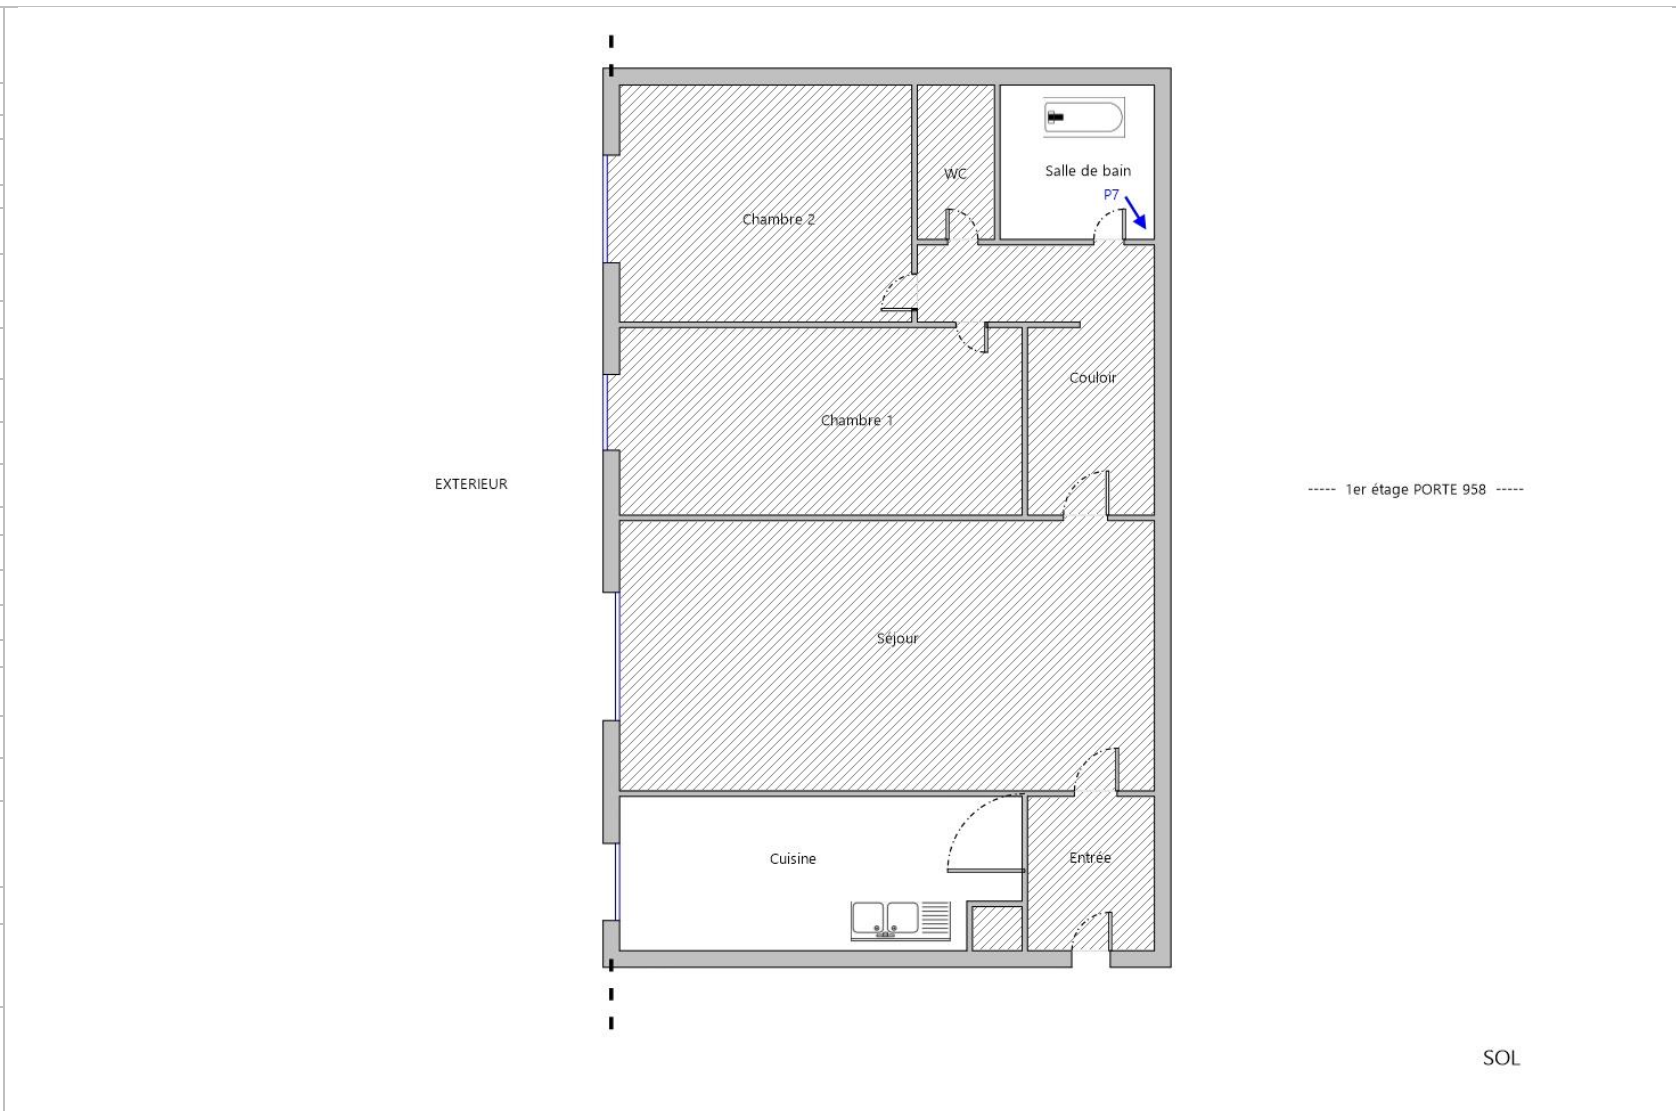 WC
Salle de bain
P7
Chambre 2
Couloir
Chambre 1
EXTERIEUR
----- 1er étage PORTE 958 -----
Séjour
Cuisine
Entrée
SOL